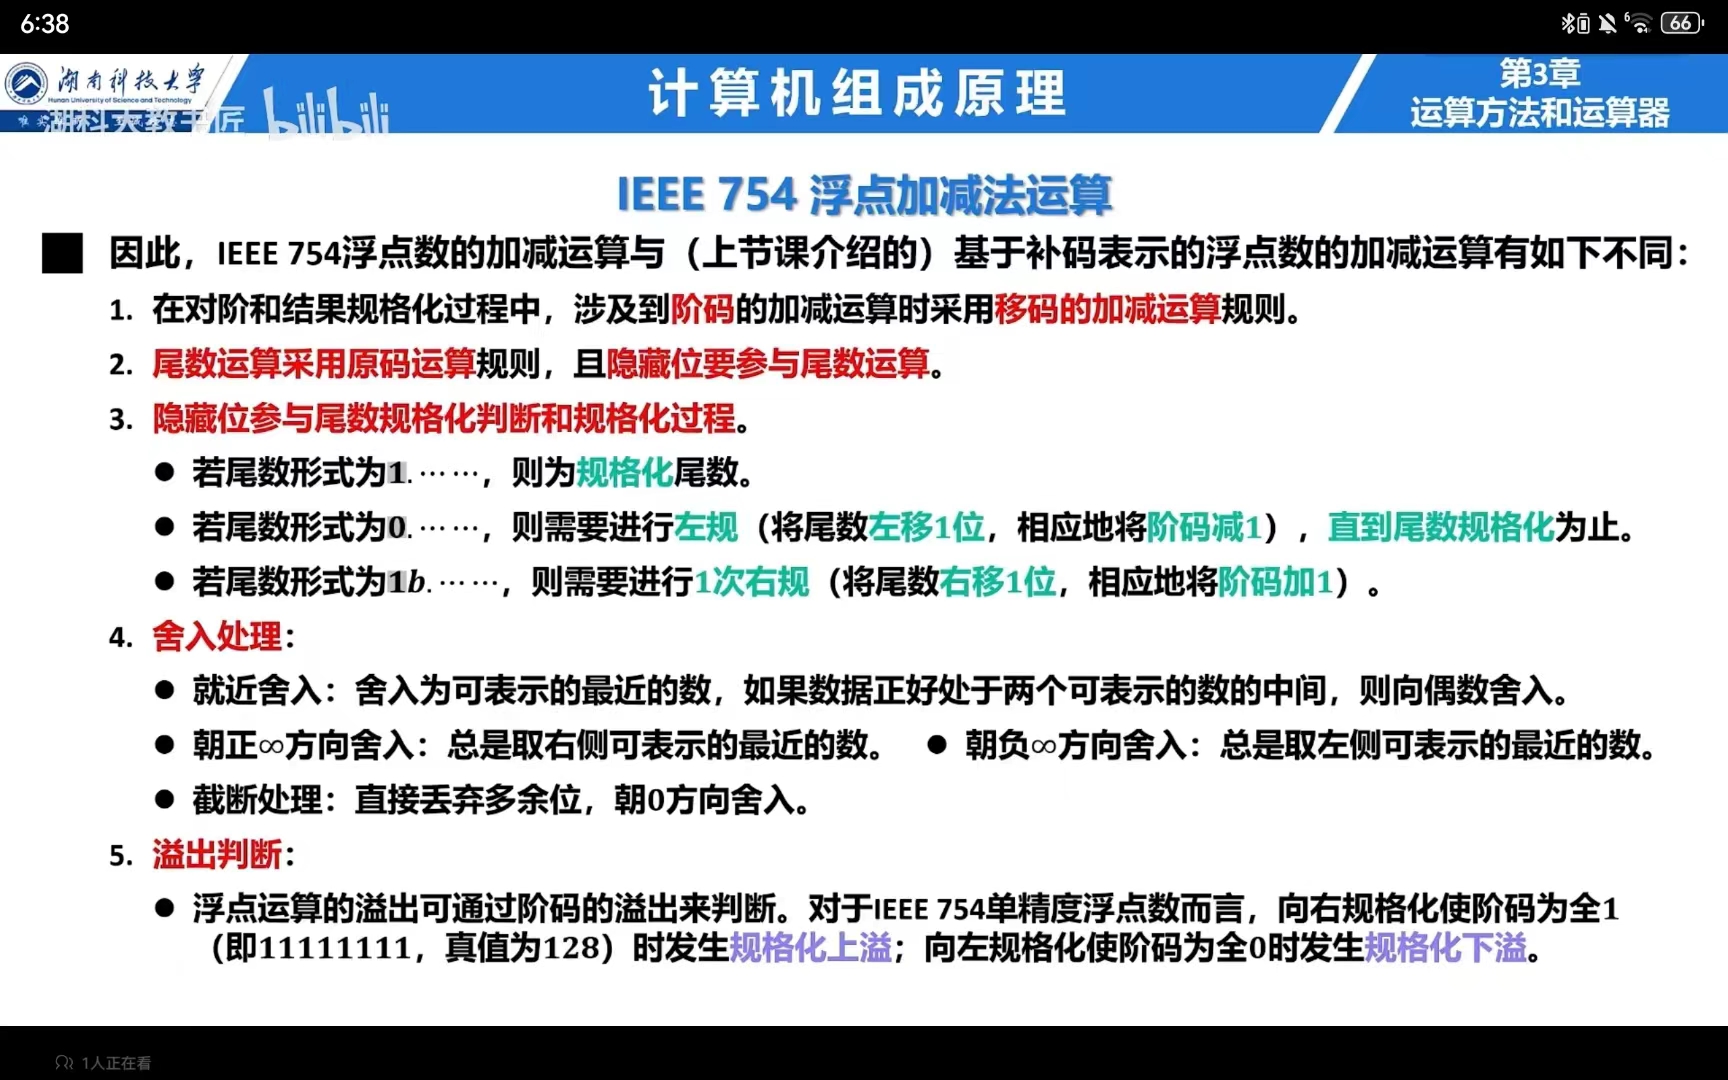 6:38
6
66
湖南科技大学
Hunan University of Science and Technology
湖科大教书匠 bilibili
计算机组成原理
第3章
运算方法和运算器
IEEE 754 浮点加减法运算
因此，IEEE 754浮点数的加减运算与（上节课介绍的）基于补码表示的浮点数的加减运算有如下不同：
1. 在对阶和结果规格化过程中，涉及到阶码的加减运算时采用移码的加减运算规则。
2. 尾数运算采用原码运算规则，且隐藏位要参与尾数运算。
3. 隐藏位参与尾数规格化判断和规格化过程。
● 若尾数形式为1.⋯⋯，则为规格化尾数。
● 若尾数形式为0.⋯⋯，则需要进行左规（将尾数左移1位，相应地将阶码减1），直到尾数规格化为止。
● 若尾数形式为1b.⋯⋯，则需要进行1次右规（将尾数右移1位，相应地将阶码加1）。
4. 舍入处理：
● 就近舍入：舍入为可表示的最近的数，如果数据正好处于两个可表示的数的中间，则向偶数舍入。
● 朝正∞方向舍入：总是取右侧可表示的最近的数。 ● 朝负∞方向舍入：总是取左侧可表示的最近的数。
● 截断处理：直接丢弃多余位，朝0方向舍入。
5. 溢出判断：
● 浮点运算的溢出可通过阶码的溢出来判断。对于IEEE 754单精度浮点数而言，向右规格化使阶码为全1
（即11111111，真值为128）时发生规格化上溢；向左规格化使阶码为全0时发生规格化下溢。
1人正在看